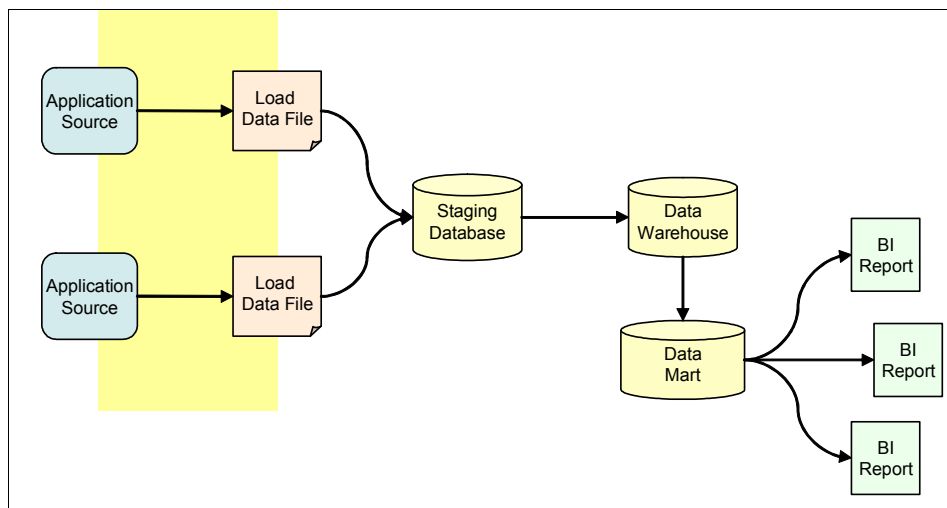 Application
Source
Load
Data File
Application
Source
Load
Data File
Staging
Database
Data
Warehouse
Data
Mart
BI
Report
BI
Report
BI
Report